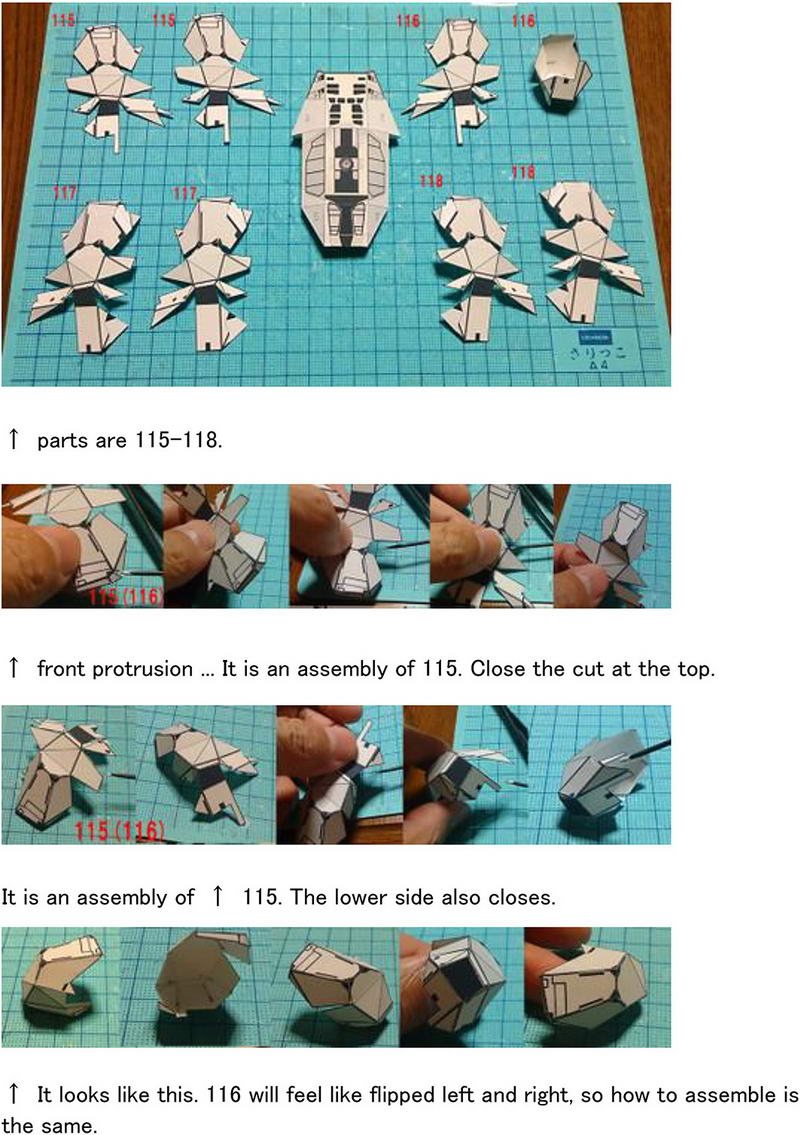 115
115
116
116
117
117
118
118
きりつこ
↑ parts are 115-118.
115(116)
↑ front protrusion ... It is an assembly of 115. Close the cut at the top.
115(116)
It is an assembly of ↑ 115. The lower side also closes.
↑ It looks like this. 116 will feel like flipped left and right, so how to assemble is
the same.